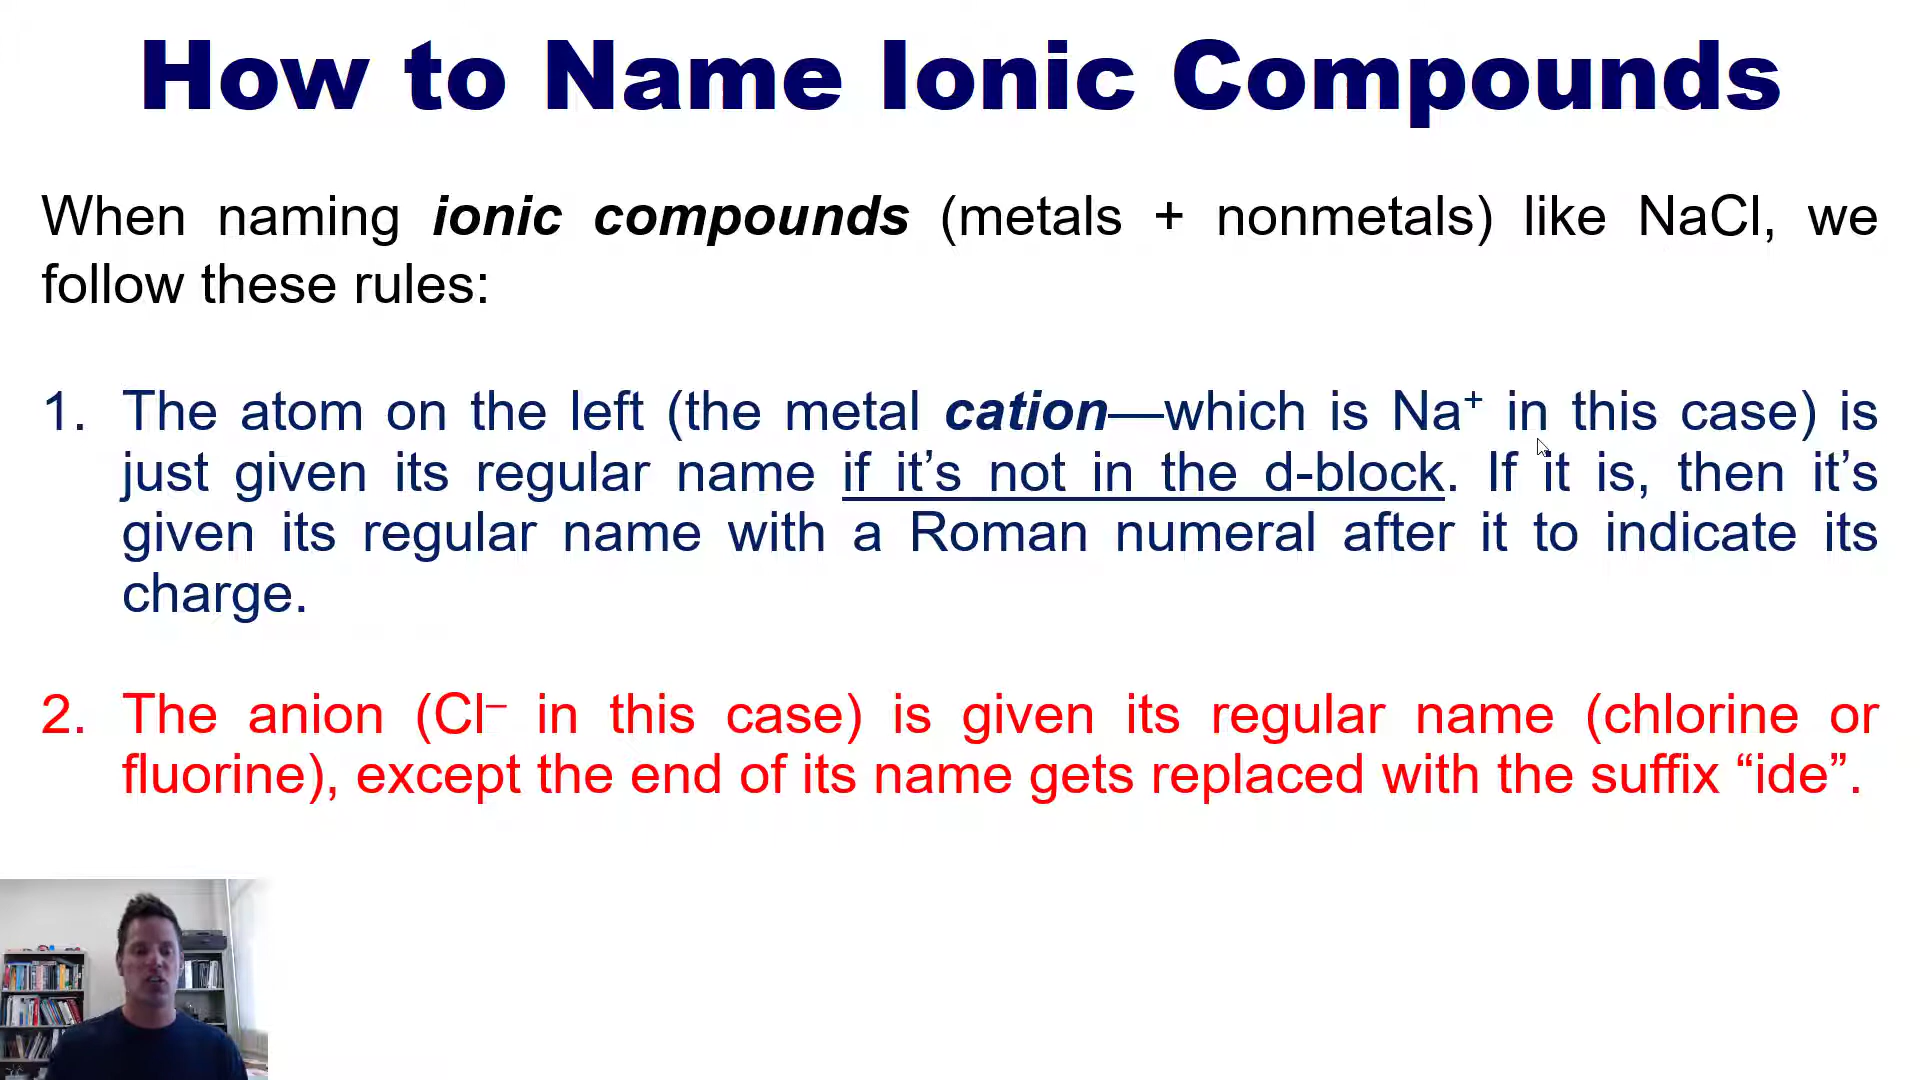 How to Name Ionic Compounds
When naming ionic compounds (metals + nonmetals) like NaCl, we
follow these rules:
1. The atom on the left (the metal cation—which is Na⁺ in this case) is
just given its regular name if it’s not in the d-block. If it is, then it’s
given its regular name with a Roman numeral after it to indicate its
charge.
2. The anion (Cl⁻ in this case) is given its regular name (chlorine or
fluorine), except the end of its name gets replaced with the suffix “ide”.